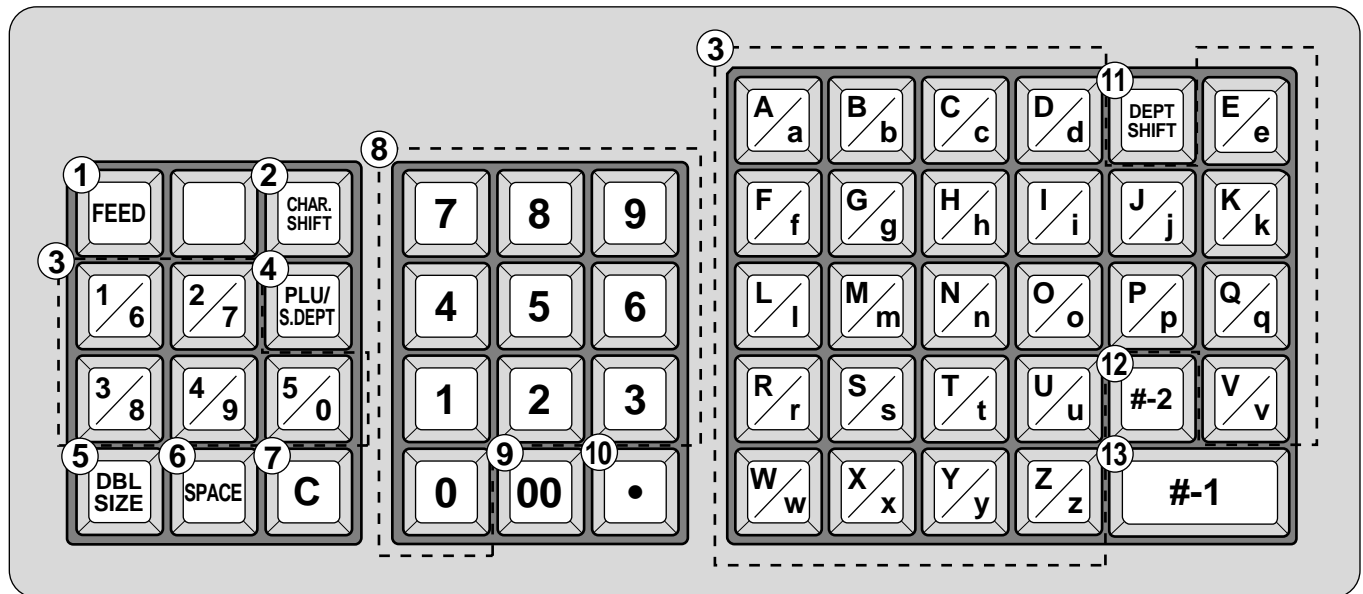 3
A/a B/b C/c D/d 11 DEPT SHIFT E/e
8
1 FEED 2 CHAR. SHIFT 7 8 9 F/f G/g H/h I/i J/j K/k
3 1/6 2/7 4 PLU/ S.DEPT 4 5 6 L/l M/m N/n O/o P/p Q/q
3/8 4/9 5/0 1 2 3 R/r S/s T/t U/u 12 #-2 V/v
5 DBL SIZE 6 SPACE 7 C 0 9 00 10 • W/w X/x Y/y Z/z 13 #-1